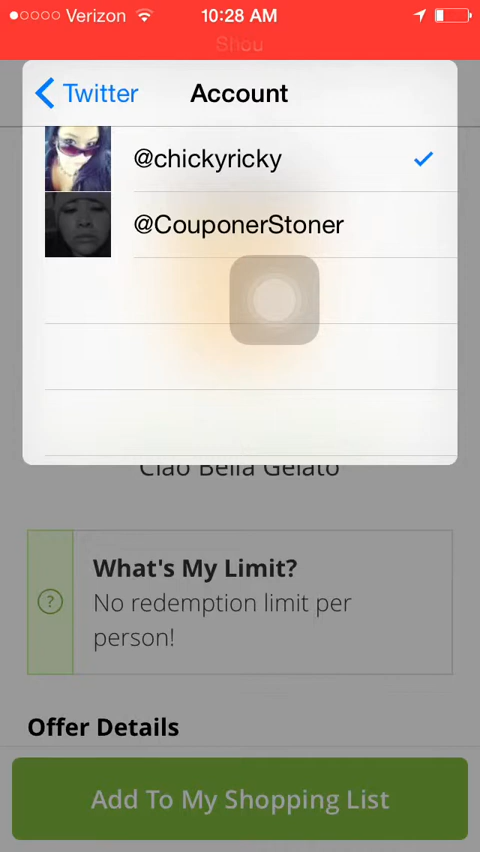 Verizon 10:28 AM
Shou
Twitter Account
@chickyricky
@CouponerStoner
Ciao Bella Gelato
What's My Limit?
?
No redemption limit per
person!
Offer Details
Add To My Shopping List